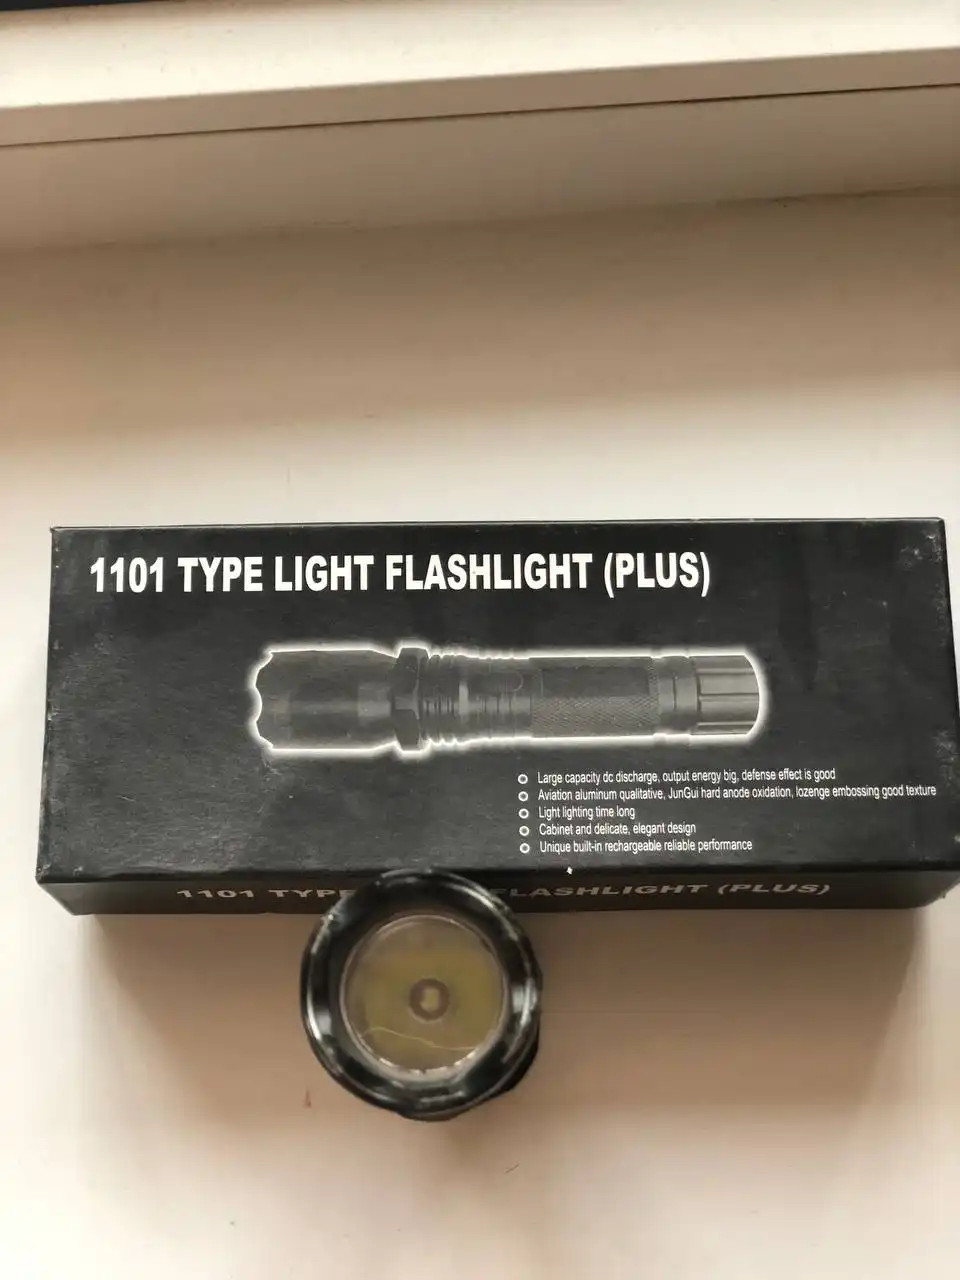 1101 TYPE LIGHT FLASHLIGHT (PLUS)
Large capacity dc discharge, output energy big, defense effect is good
Aviation aluminum qualitative, JunGui hard anode oxidation, lozenge embossing good texture
Light lighting time long
Cabinet and delicate, elegant design
Unique built-in rechargeable reliable performance
1101 TYPE FLASHLIGHT (PLUS)